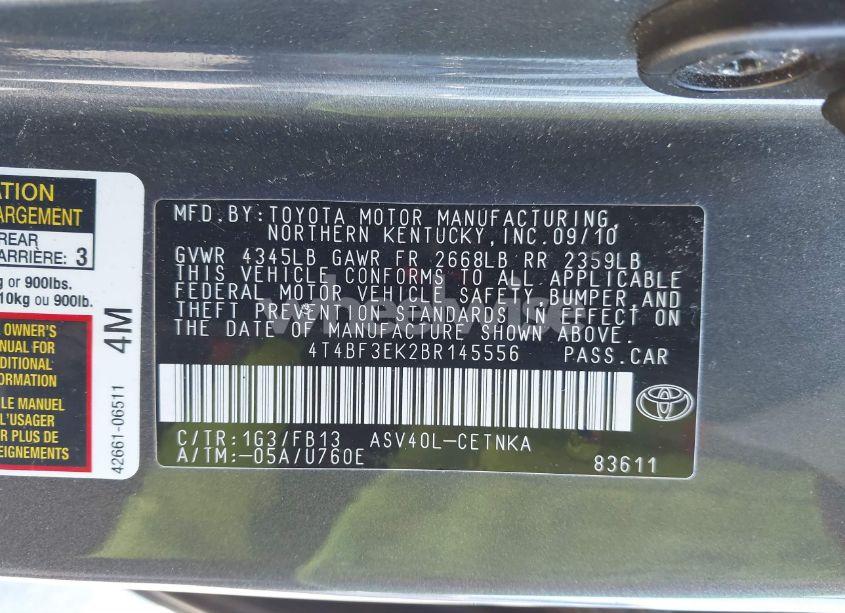 ATION
ARGEMENT
REAR
ARRIÈRE: 3
g or 900lbs.
10kg ou 900lb.
OWNER'S
NUAL FOR
DITIONAL
FORMATION
LE MANUEL
L'USAGER
R PLUS DE
SEIGNEMENTS
4M
42661-06511
MFD.BY:TOYOTA MOTOR MANUFACTURING,
NORTHERN KENTUCKY, INC.09/10
GVWR 4345LB GAWR FR 2668LB RR 2359LB
THIS VEHICLE CONFORMS TO ALL APPLICABLE
FEDERAL MOTOR VEHICLE SAFETY, BUMPER, AND
THEFT PREVENTION STANDARDS IN EFFECT ON
THE DATE OF MANUFACTURE SHOWN ABOVE.
4T4BF3EK2BR145556 PASS.CAR
C/TR:1G3/FB13 ASV40L-CETNKA
A/TM:-05A/U760E 83611